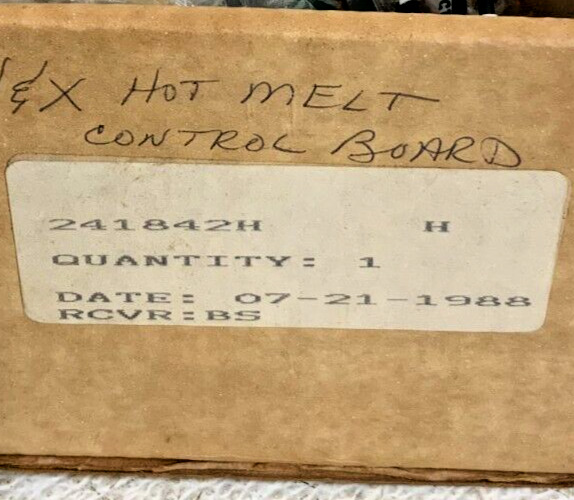 &X HOT MELT
CONTROL BOARD
241842H H
QUANTITY: 1
DATE: 07-21-1988
RCVR:BS